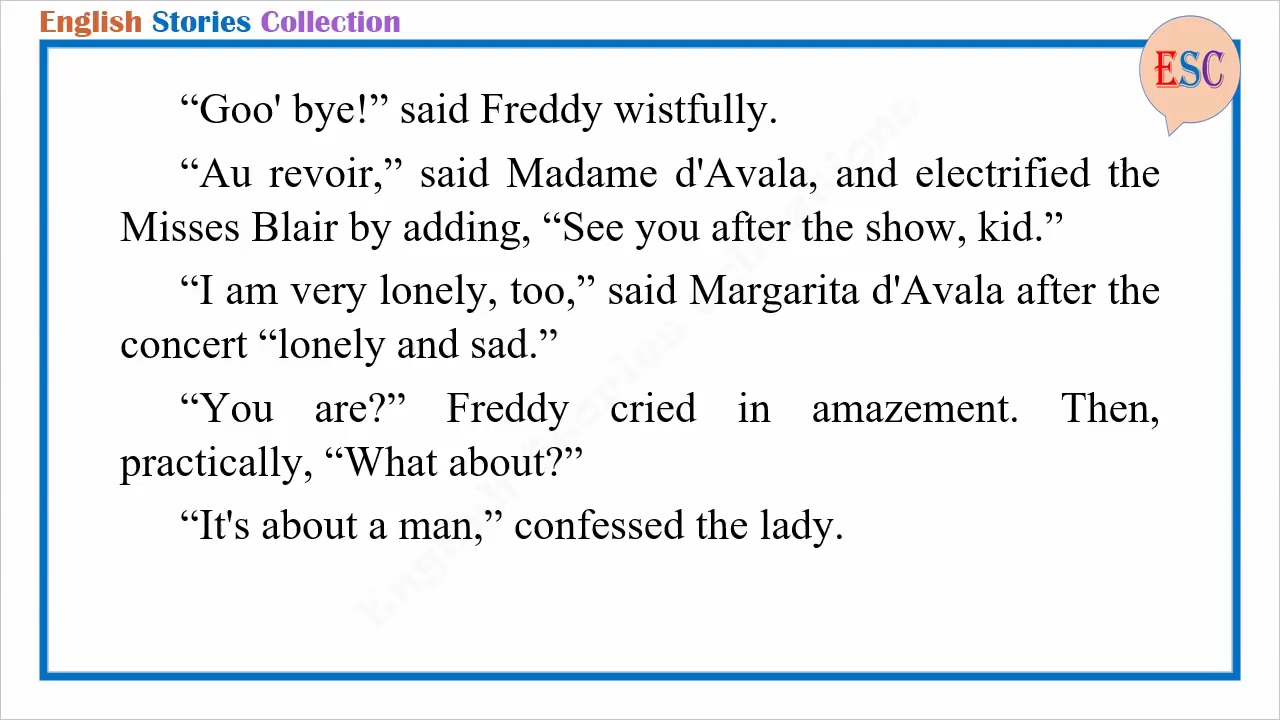 English Stories Collection
ESC
“Goo' bye!” said Freddy wistfully.
“Au revoir,” said Madame d'Avala, and electrified the
Misses Blair by adding, “See you after the show, kid.”
“I am very lonely, too,” said Margarita d'Avala after the
concert “lonely and sad.”
“You are?” Freddy cried in amazement. Then,
practically, “What about?”
“It's about a man,” confessed the lady.